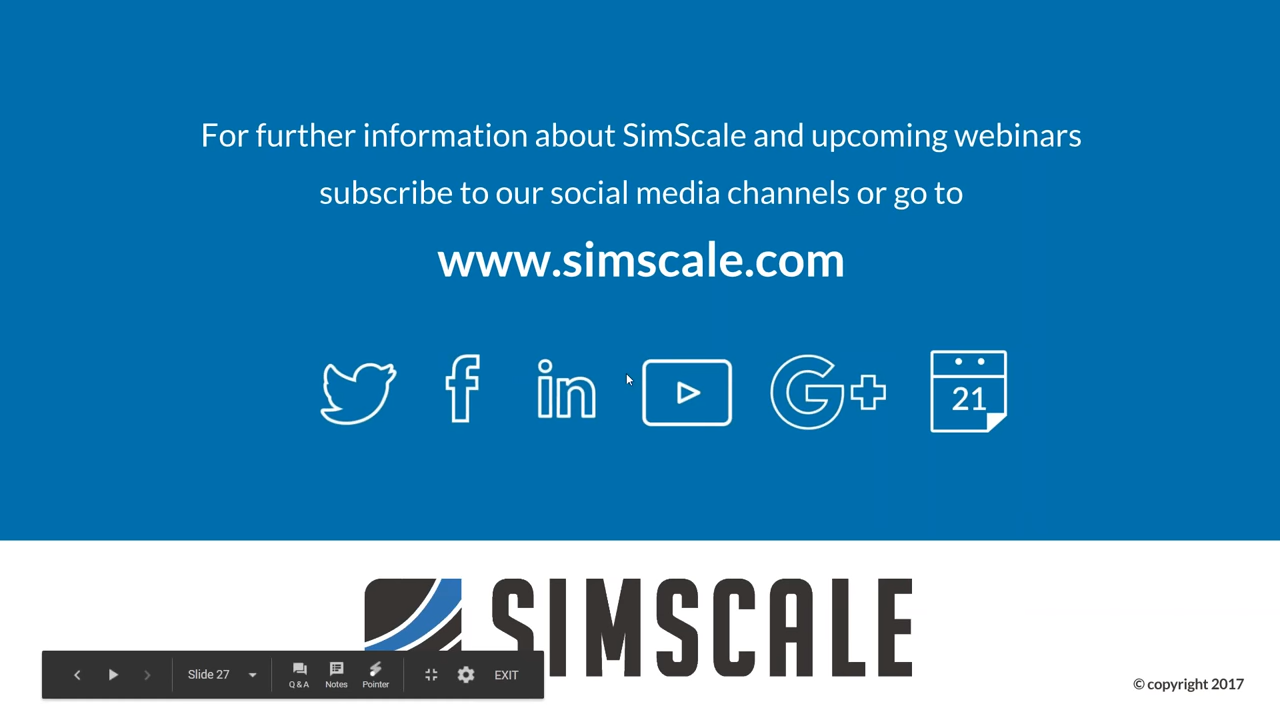 For further information about SimScale and upcoming webinars
subscribe to our social media channels or go to
www.simscale.com
21
SIMSCALE
Slide 27
Q & A
Notes
Pointer
EXIT
© copyright 2017